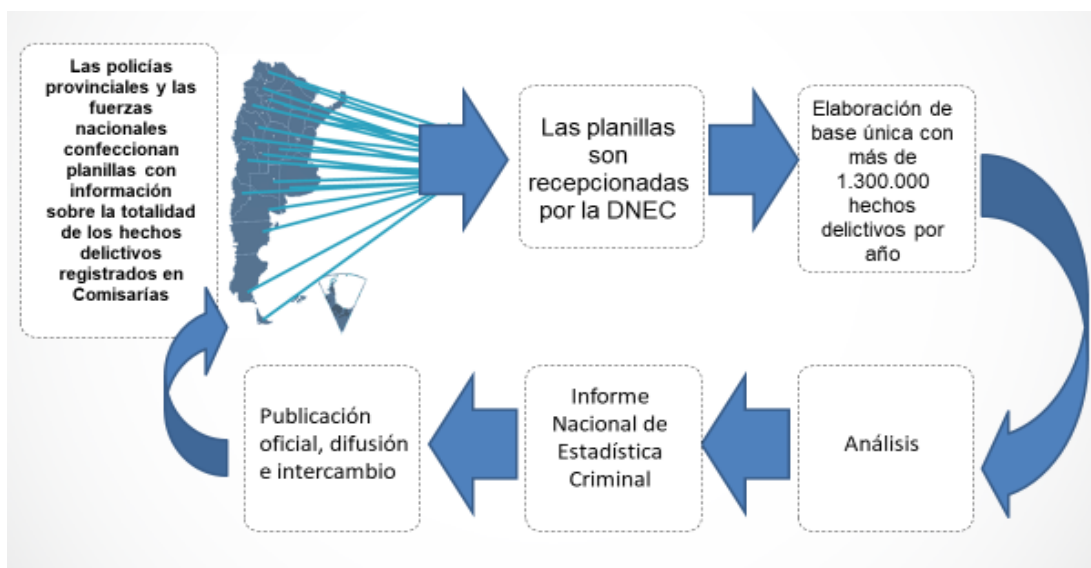 Las policías
provinciales y las
fuerzas
nacionales
confeccionan
planillas con
información
sobre la totalidad
de los hechos
delictivos
registrados en
Comisarías
Las planillas
son
recepcionadas
por la DNEC
Elaboración de
base única con
más de
1.300.000
hechos
delictivos por
año
Análisis
Informe
Nacional de
Estadística
Criminal
Publicación
oficial, difusión
e intercambio